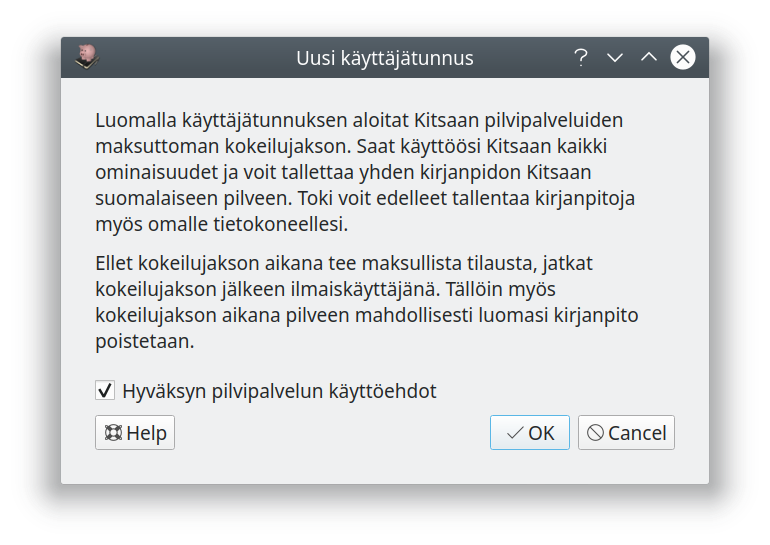 Uusi käyttäjätunnus
Luomalla käyttäjätunnuksen aloitat Kitsaan pilvipalveluiden
maksuttoman kokeilujakson. Saat käyttöösi Kitsaan kaikki
ominaisuudet ja voit tallettaa yhden kirjanpidon Kitsaan
suomalaiseen pilveen. Toki voit edelleet tallentaa kirjanpitoja
myös omalle tietokoneellesi.
Ellet kokeilujakson aikana tee maksullista tilausta, jatkat
kokeilujakson jälkeen ilmaiskäyttäjänä. Tällöin myös
kokeilujakson aikana pilveen mahdollisesti luomasi kirjanpito
poistetaan.
Hyväksyn pilvipalvelun käyttöehdot
Help OK Cancel